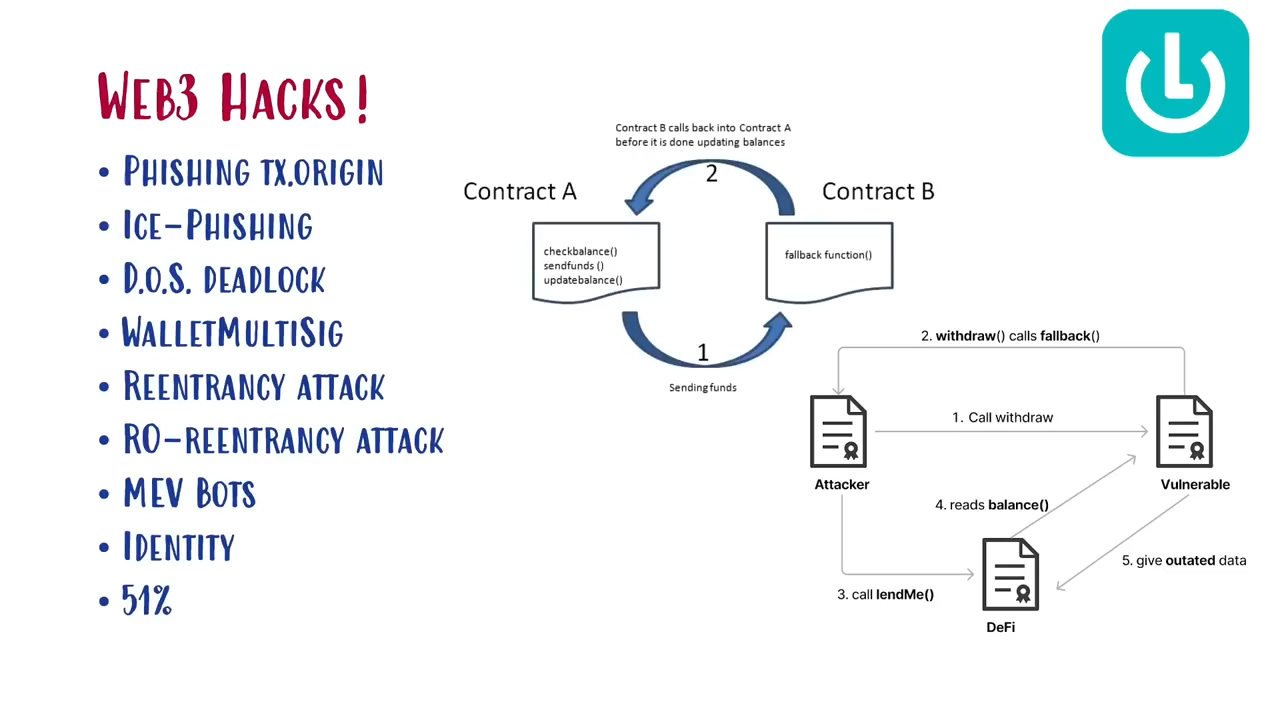 Web3 Hacks!
• Phishing tx.origin
• Ice-Phishing
• D.o.S. deadlock
• WalletMultiSig
• Reentrancy attack
• RO-reentrancy attack
• MEV Bots
• Identity
• 51%
Contract B calls back into Contract A
before it is done updating balances
2
Contract A
Contract B
checkbalance()
sendfunds ()
updatebalance()
fallback function()
1
Sending funds
2. withdraw() calls fallback()
1. Call withdraw
Attacker
Vulnerable
4. reads balance()
5. give outated data
3. call lendMe()
DeFi